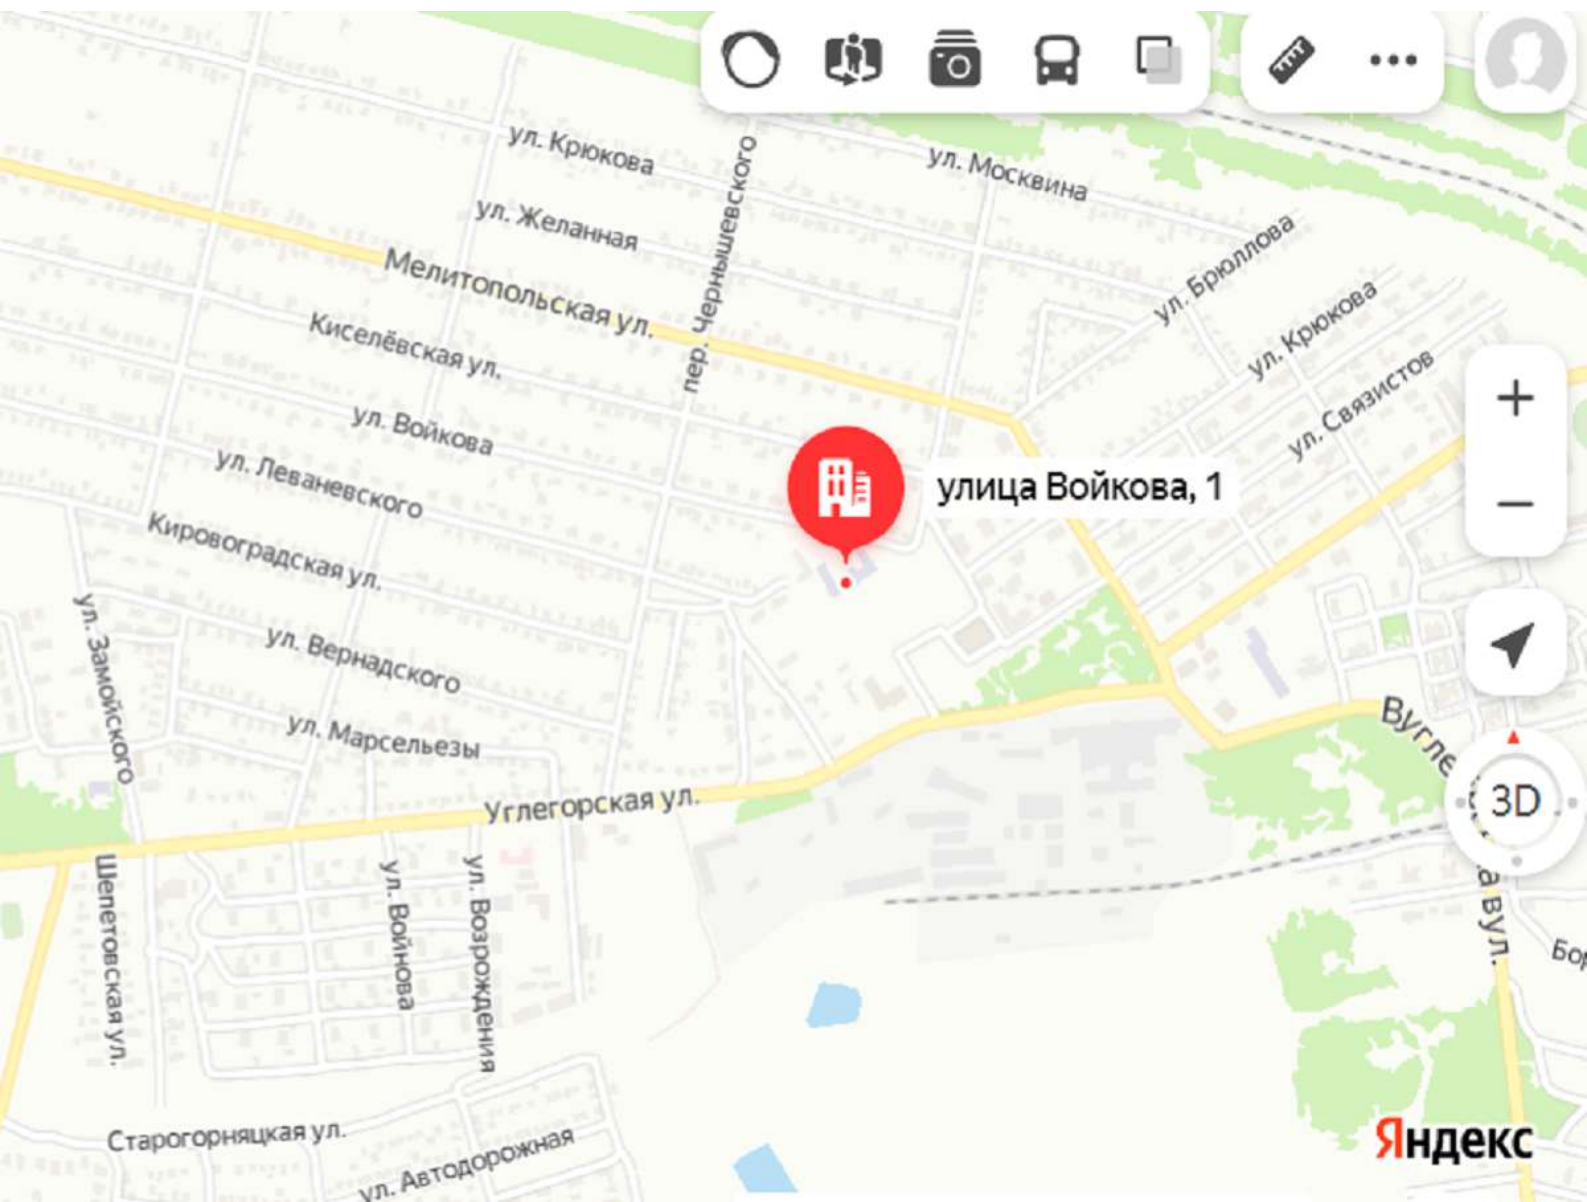 ул. Крюкова
ул. Москвина
пер. Чернышевского
ул. Желанная
ул. Брюллова
Мелитопольская ул.
ул. Крюкова
Киселёвская ул.
ул. Связистов
+
ул. Войкова
улица Войкова, 1
ул. Леваневского
−
Кировоградская ул.
ул. Замойского
ул. Вернадского
ул. Марсельезы
3D
Углегорская ул.
Шепетовская ул.
ул. Войнова
ул. Возрождения
Старогорняцкая ул.
ул. Автодорожная
Яндекс